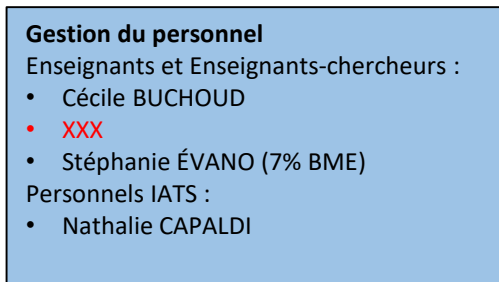 Gestion du personnel
Enseignants et Enseignants-chercheurs :
• Cécile BUCHOUD
• XXX
• Stéphanie ÉVANO (7% BME)
Personnels IATS :
• Nathalie CAPALDI